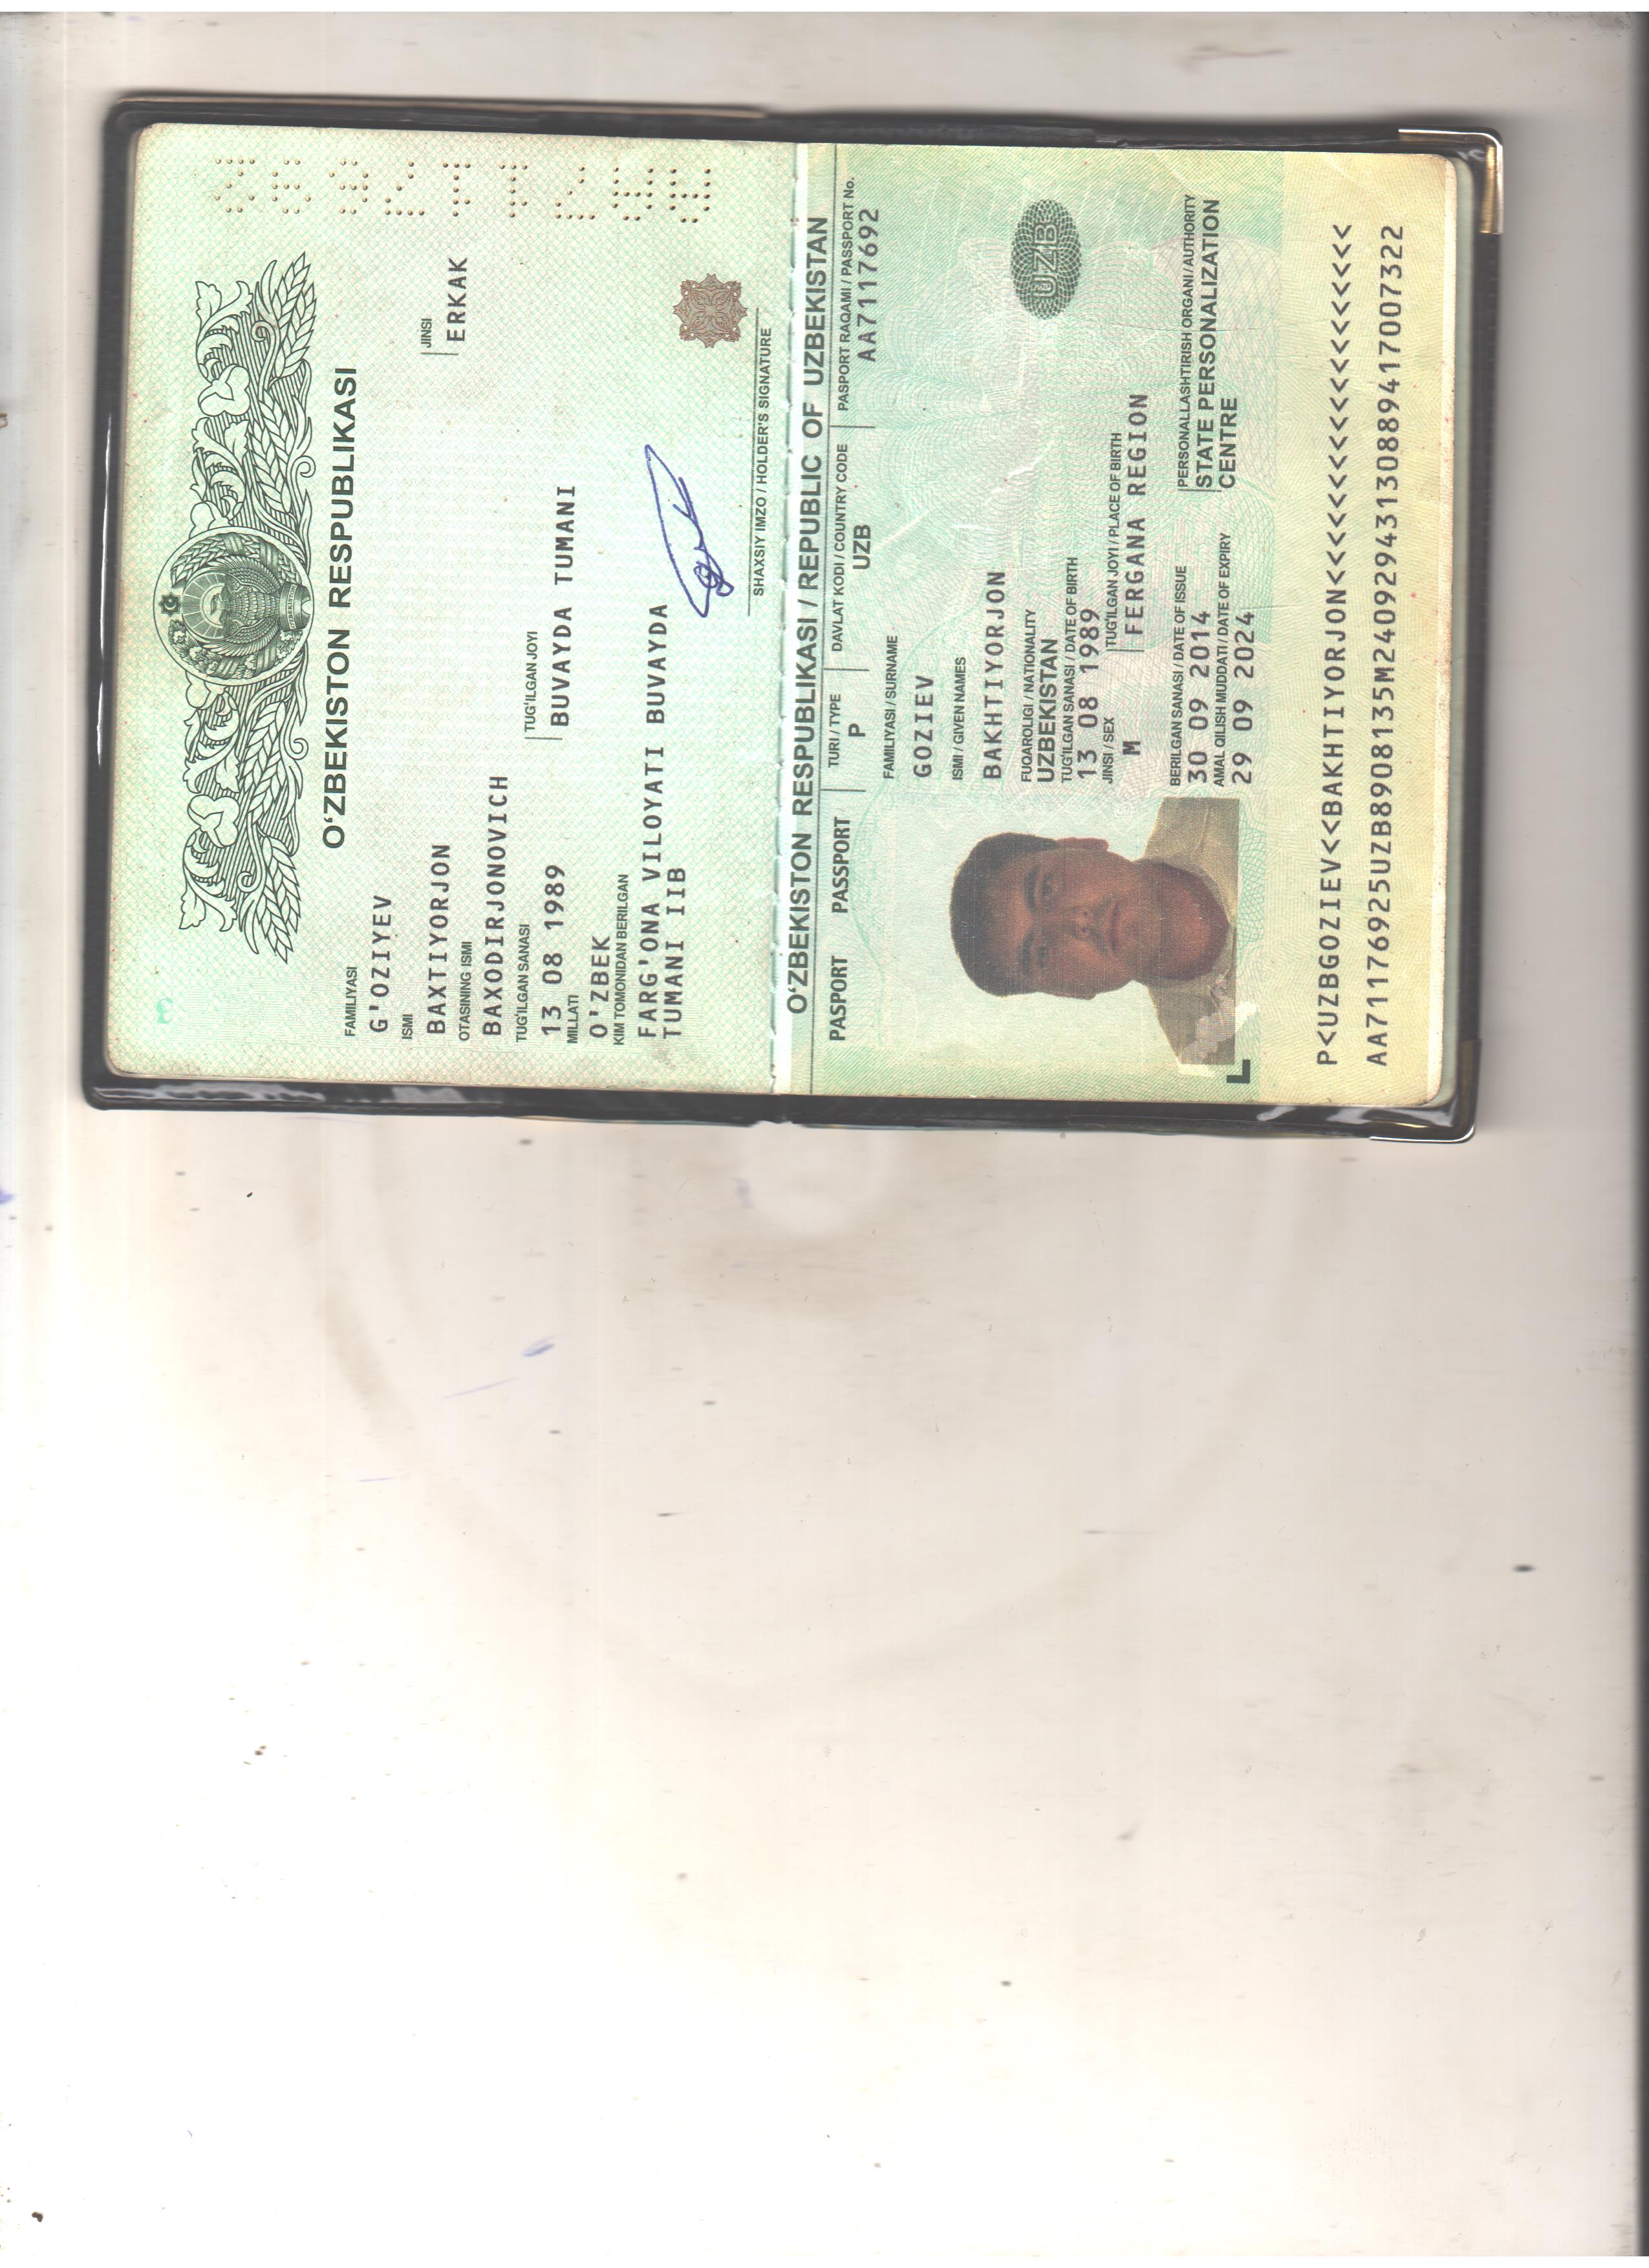 O‘ZBEKISTON RESPUBLIKASI
FAMILIYASI
G'OZIYEV
ISMI
BAXTIYORJON
JINSI
ERKAK
OTASINING ISMI
BAXODIRJONOVICH
TUG‘ILGAN SANASI
13 08 1989
TUG‘ILGAN JOYI
BUVAYDA TUMANI
MILLATI
O'ZBEK
KIM TOMONIDAN BERILGAN
FARG'ONA VILOYATI BUVAYDA
TUMANI IIB
SHAXSIY IMZO / HOLDER'S SIGNATURE
O‘ZBEKISTON RESPUBLIKASI / REPUBLIC OF UZBEKISTAN
PASPORT PASSPORT
TURI / TYPE
P
DAVLAT KODI / COUNTRY CODE
UZB
PASPORT RAQAMI / PASSPORT No.
AA7117692
FAMILIYASI / SURNAME
GOZIEV
ISMI / GIVEN NAMES
BAKHTIYORJON
FUQAROLIGI / NATIONALITY
UZBEKISTAN
UZB
TUG‘ILGAN SANASI / DATE OF BIRTH
13 08 1989
JINSI / SEX
M
TUG‘ILGAN JOYI / PLACE OF BIRTH
FERGANA REGION
BERILGAN SANASI / DATE OF ISSUE
30 09 2014
PERSONALLASHTIRISH ORGANI / AUTHORITY
STATE PERSONALIZATION
CENTRE
AMAL QILISH MUDDATI / DATE OF EXPIRY
29 09 2024
P<UZBGOZIEV<<BAKHTIYORJON<<<<<<<<<<<<<<<<<<<
AA71176925UZB8908135M24092943130889417007322
AA7117692
3